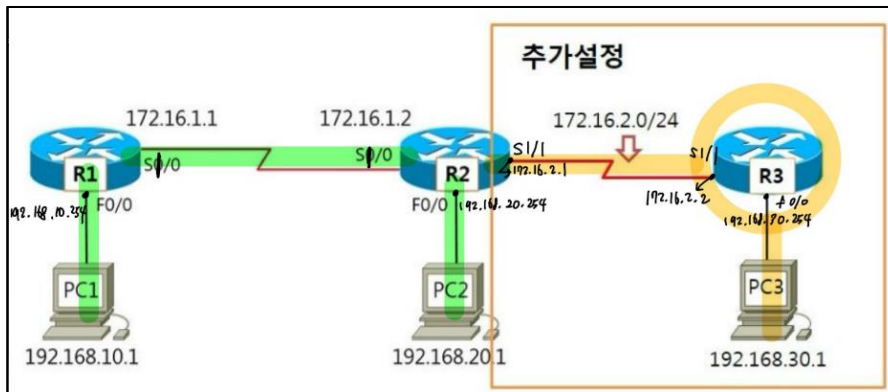 추가설정
172.16.1.1
172.16.1.2
172.16.2.0/24
S0/0
S0/0
S1/1
S1/1
R1
R2
172.16.2.1
172.16.2.2
R3
192.168.10.254
F0/0
F0/0
192.168.20.254
f0/0
192.168.30.254
PC1
PC2
PC3
192.168.10.1
192.168.20.1
192.168.30.1